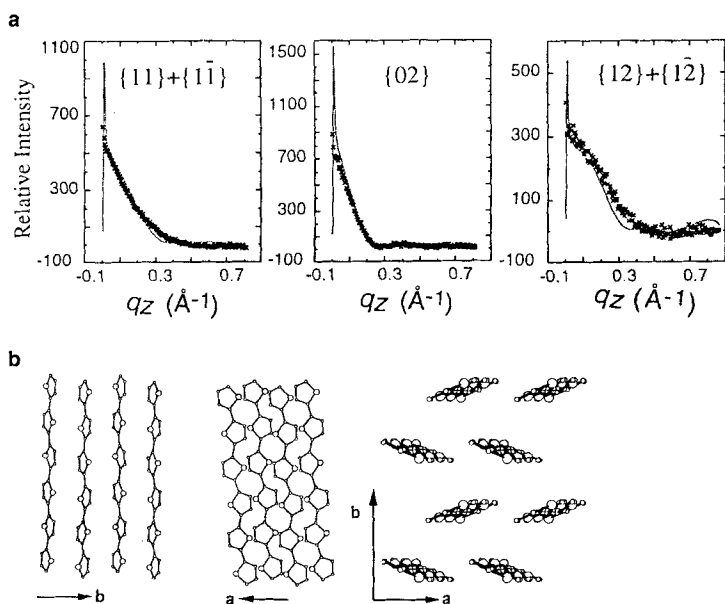 a
{11}+{11̄}
{02}
{12}+{12̄}
Relative Intensity
1100
700
300
-100
-0.1
0.3
0.7
qz (Å-1)
1500
1100
700
300
-100
-0.1
0.3
0.7
qz (Å-1)
500
300
100
-100
-0.1
0.3
0.7
qz (Å-1)
b
b
a
b
a